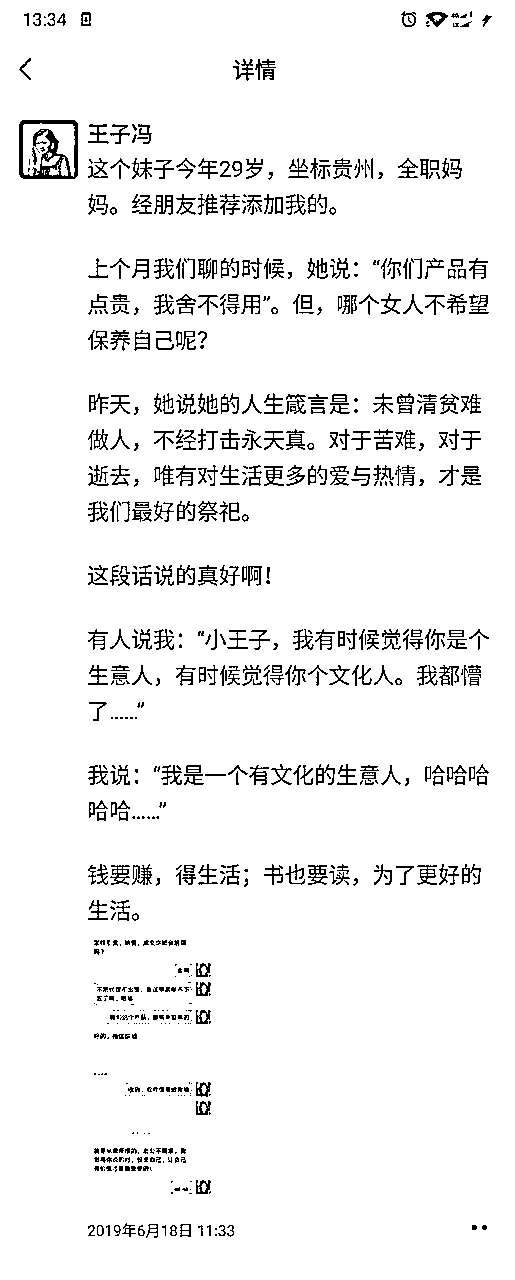 13:34
详情
王子冯
这个妹子今年29岁，坐标贵州，全职妈
妈。经朋友推荐添加我的。
上个月我们聊的时候，她说：“你们产品有
点贵，我舍不得用”。但，哪个女人不希望
保养自己呢？
昨天，她说她的人生箴言是：未曾清贫难
做人，不经打击永天真。对于苦难，对于
逝去，唯有对生活更多的爱与热情，才是
我们最好的祭祀。
这段话说的真好啊！
有人说我：“小王子，我有时候觉得你是个
生意人，有时候觉得你个文化人。我都懵
了......”
我说：“我是一个有文化的生意人，哈哈哈
哈哈......”
钱要赚，得生活；书也要读，为了更好的
生活。
2019年6月18日 11:33